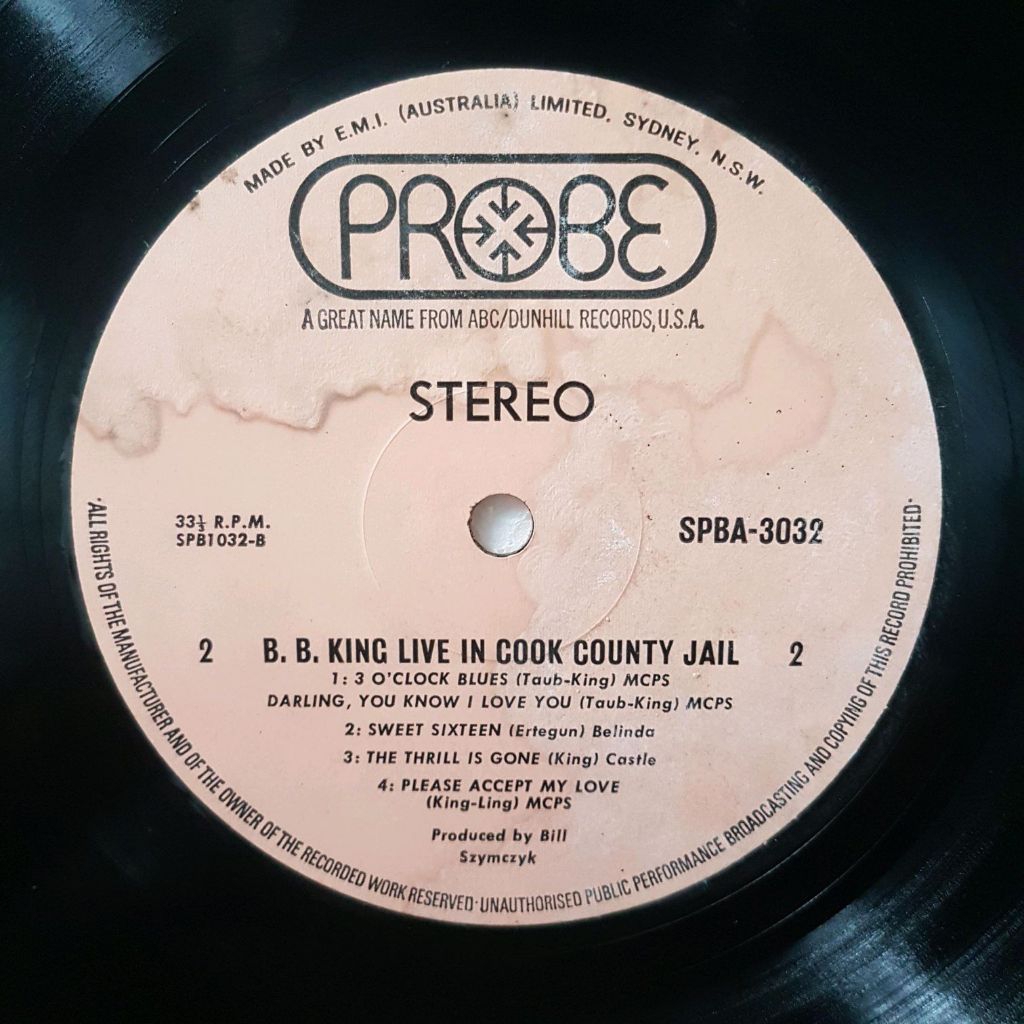 MADE BY E.M.I. (AUSTRALIA) LIMITED. SYDNEY. N.S.W.
PROBE
A GREAT NAME FROM ABC/DUNHILL RECORDS, U.S.A.
STEREO
33⅓ R.P.M.
SPB1032-B
SPBA-3032
2 B. B. KING LIVE IN COOK COUNTY JAIL 2
1: 3 O'CLOCK BLUES (Taub-King) MCPS
DARLING, YOU KNOW I LOVE YOU (Taub-King) MCPS
2: SWEET SIXTEEN (Ertegun) Belinda
3: THE THRILL IS GONE (King) Castle
4: PLEASE ACCEPT MY LOVE
(King-Ling) MCPS
Produced by Bill
Szymczyk
·ALL RIGHTS OF THE MANUFACTURER AND OF THE OWNER OF THE RECORDED WORK RESERVED·UNAUTHORISED PUBLIC PERFORMANCE BROADCASTING AND COPYING OF THIS RECORD PROHIBITED·